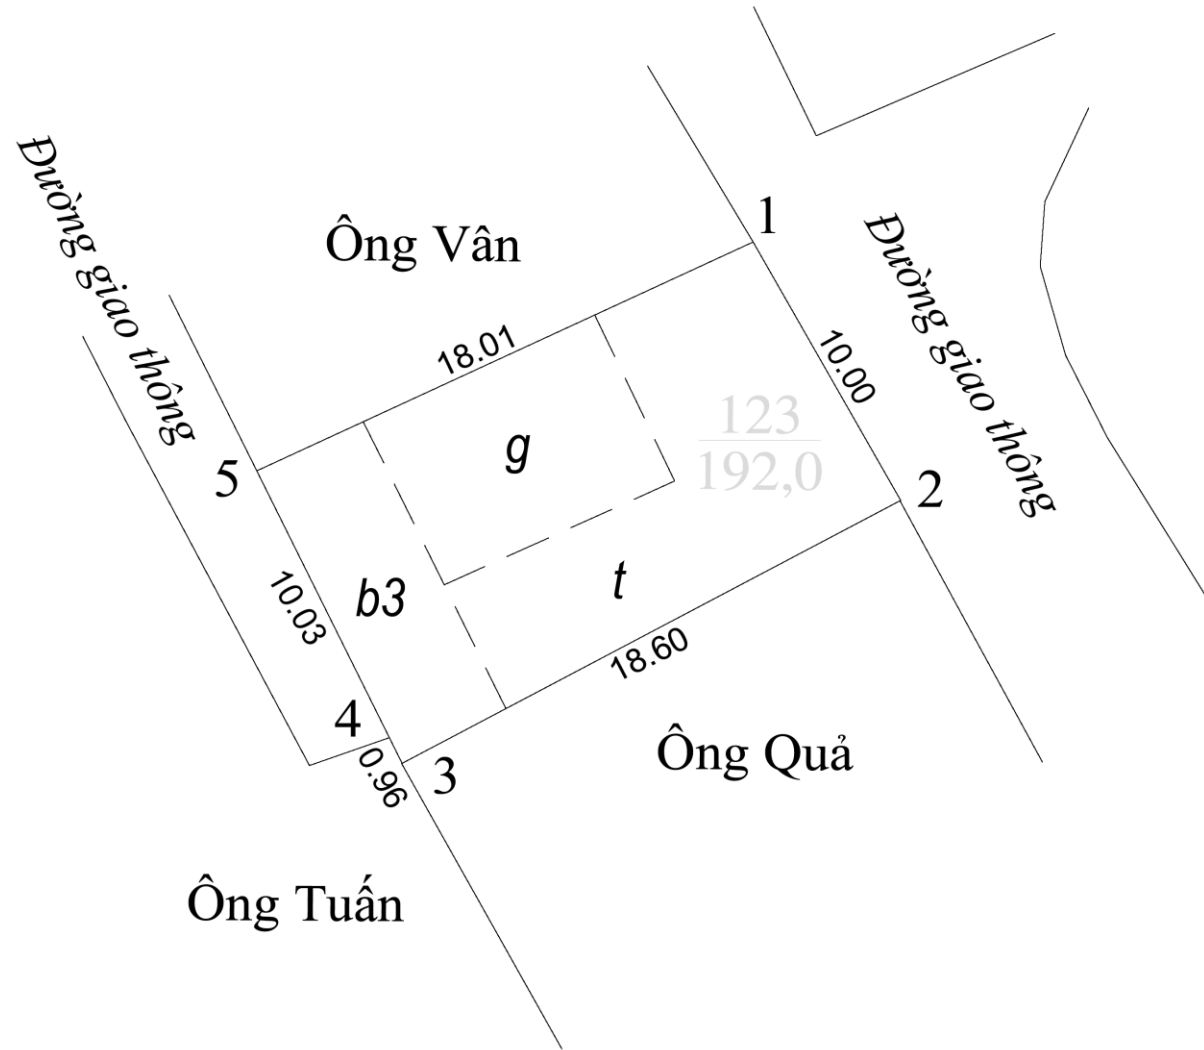 Đường giao thông
Ông Vân
1
Đường giao thông
18.01
10.00
123
192,0
g
5
2
10.03
b3
t
18.60
4
0.96
3
Ông Quả
Ông Tuấn